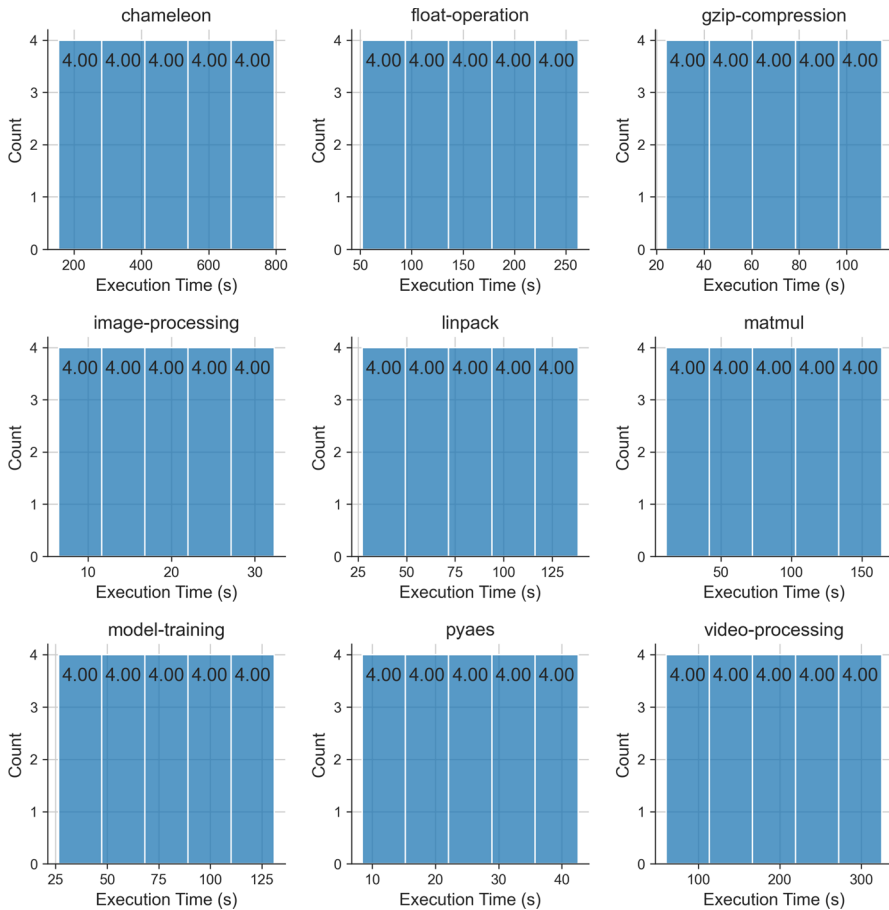 chameleon
4
4.00 4.00 4.00 4.00 4.00
3
Count
2
1
0
200 400 600 800
Execution Time (s)
float-operation
4
4.00 4.00 4.00 4.00 4.00
3
Count
2
1
0
50 100 150 200 250
Execution Time (s)
gzip-compression
4
4.00 4.00 4.00 4.00 4.00
3
Count
2
1
0
20 40 60 80 100
Execution Time (s)
image-processing
4
4.00 4.00 4.00 4.00 4.00
3
Count
2
1
0
10 20 30
Execution Time (s)
linpack
4
4.00 4.00 4.00 4.00 4.00
3
Count
2
1
0
25 50 75 100 125
Execution Time (s)
matmul
4
4.00 4.00 4.00 4.00 4.00
3
Count
2
1
0
50 100 150
Execution Time (s)
model-training
4
4.00 4.00 4.00 4.00 4.00
3
Count
2
1
0
25 50 75 100 125
Execution Time (s)
pyaes
4
4.00 4.00 4.00 4.00 4.00
3
Count
2
1
0
10 20 30 40
Execution Time (s)
video-processing
4
4.00 4.00 4.00 4.00 4.00
3
Count
2
1
0
100 200 300
Execution Time (s)